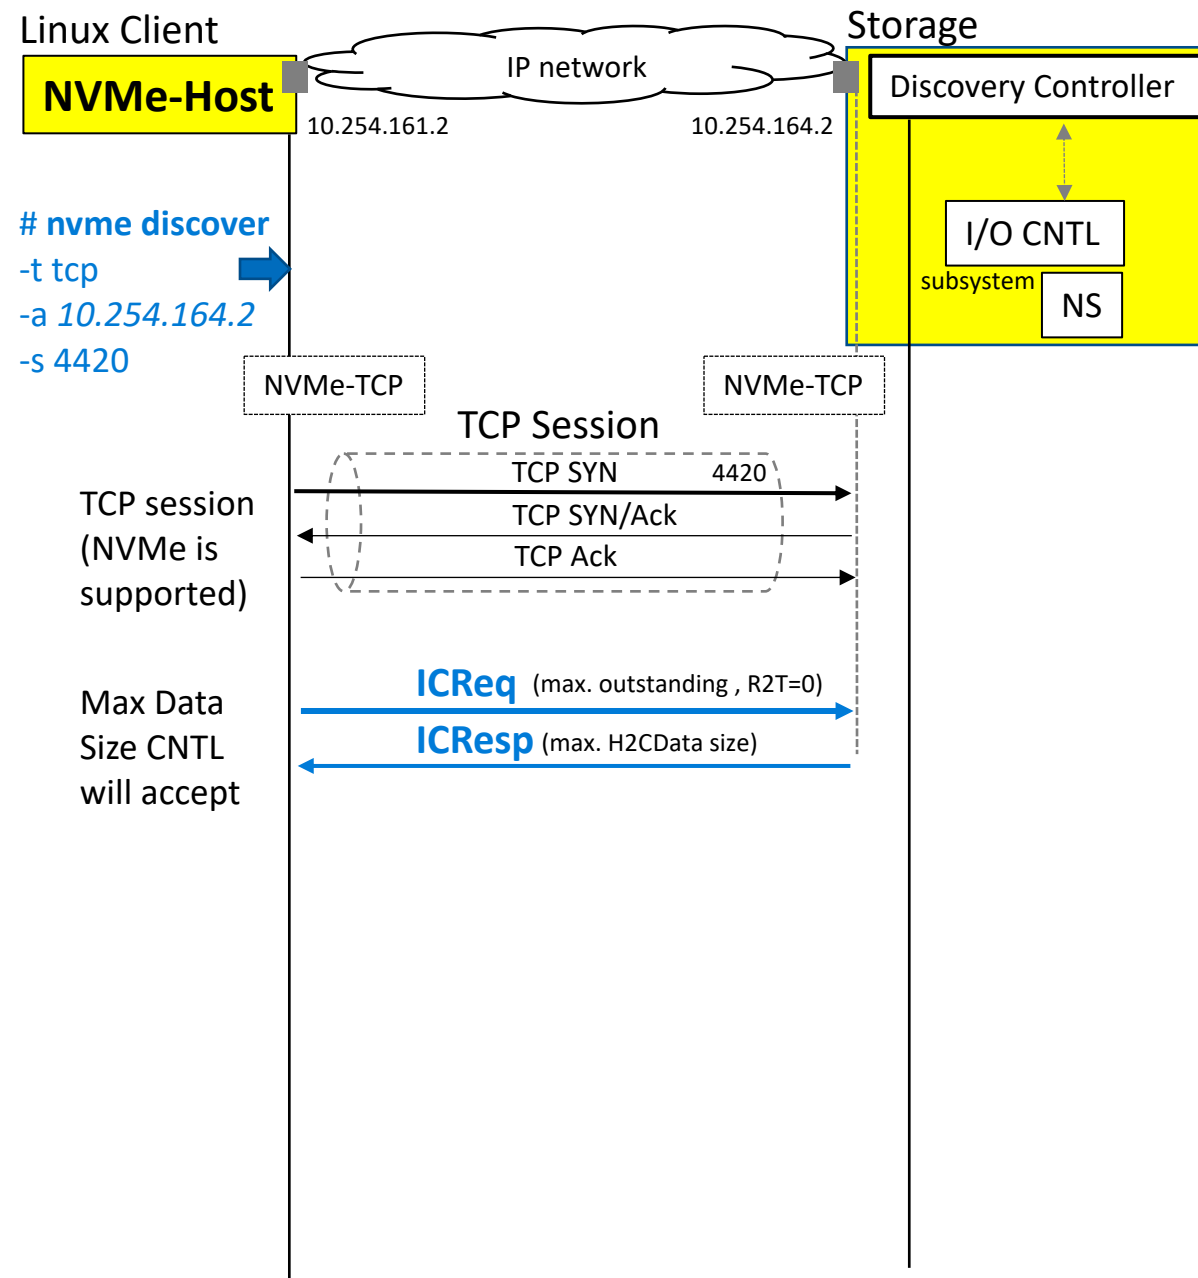 Linux Client
Storage
NVMe-Host
IP network
Discovery Controller
10.254.161.2
10.254.164.2
# nvme discover
-t tcp
-a 10.254.164.2
-s 4420
I/O CNTL
subsystem
NS
NVMe-TCP
NVMe-TCP
TCP Session
TCP SYN
4420
TCP SYN/Ack
TCP Ack
TCP session
(NVMe is
supported)
ICReq (max. outstanding , R2T=0)
ICResp (max. H2CData size)
Max Data
Size CNTL
will accept